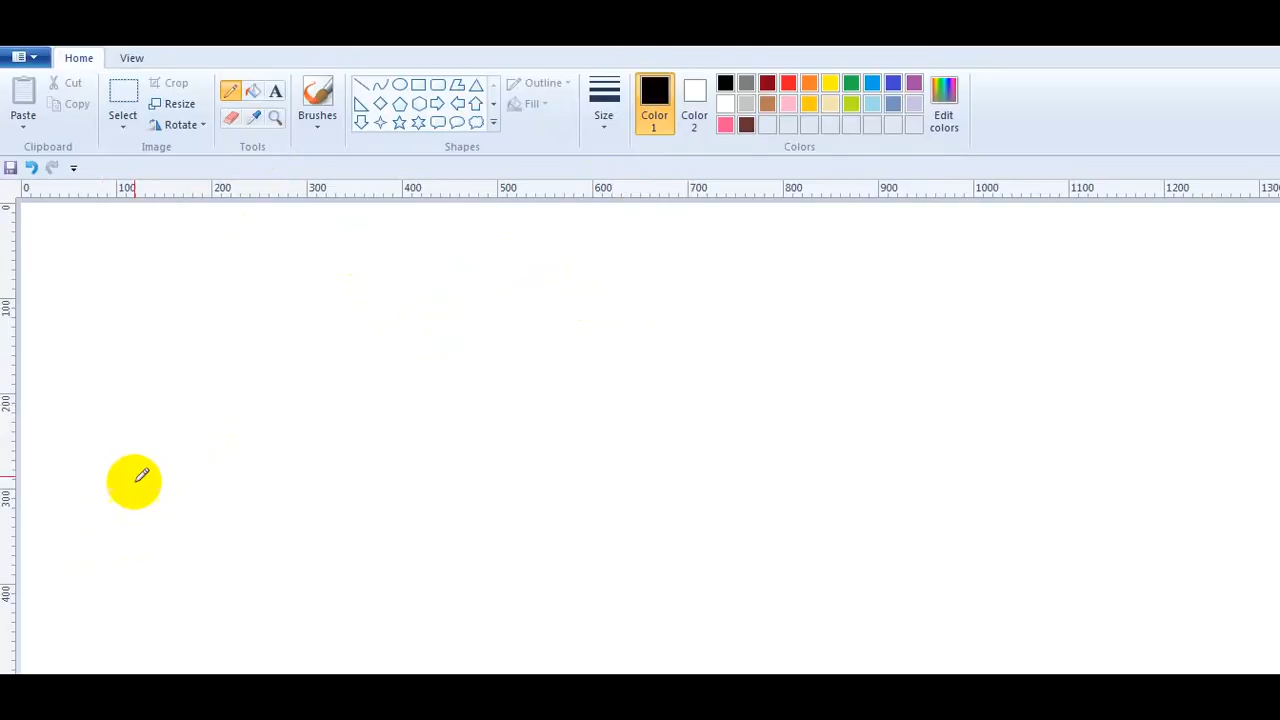 Home View
Paste Cut Copy Clipboard
Select Crop Resize Rotate Image
A Tools
Brushes
Outline Fill Shapes
Size
Color 1
Color 2
Edit colors
Colors
0 100 200 300 400 500 600 700 800 900 1000 1100 1200 1300
0
100
200
300
400